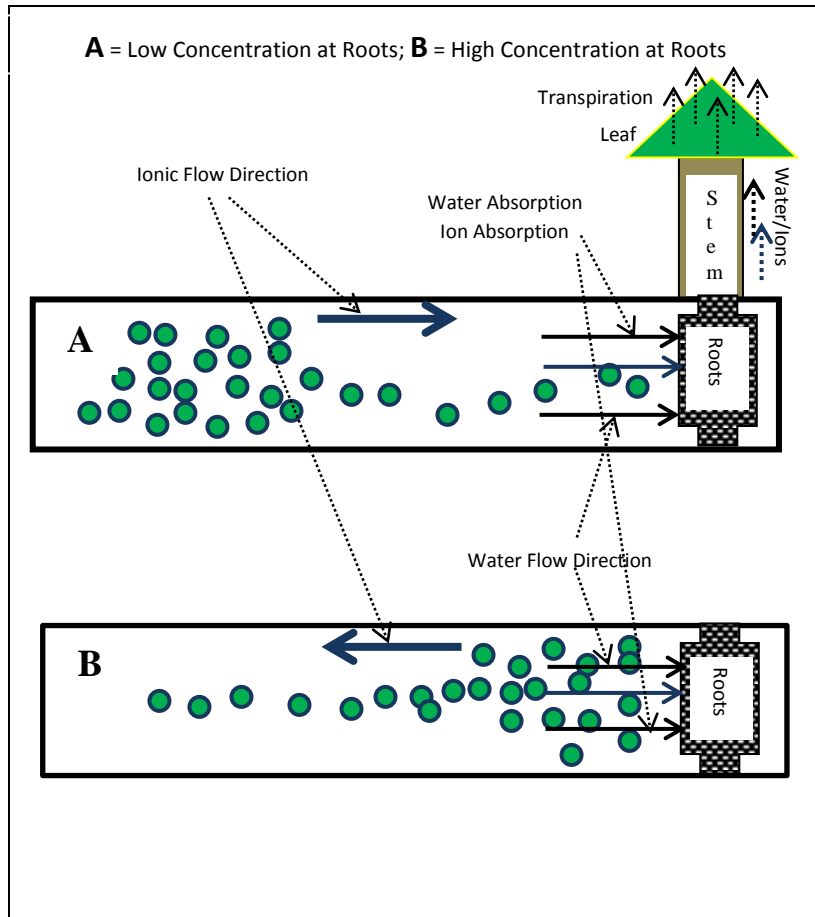 A = Low Concentration at Roots; B = High Concentration at Roots
Transpiration
Leaf
Ionic Flow Direction
Water Absorption
Ion Absorption
Stem
Water/Ions
A
Roots
Water Flow Direction
B
Roots